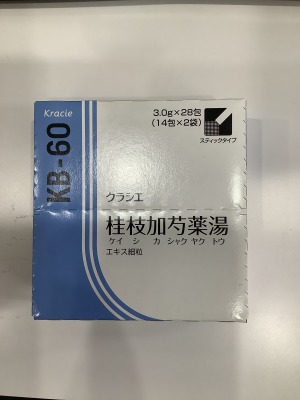 Kracie
3.0g×28包
(14包×2袋)
スティックタイプ
KB-60
クラシエ
桂枝加芍薬湯
ケイ シ カ シャク ヤク トウ
エキス細粒